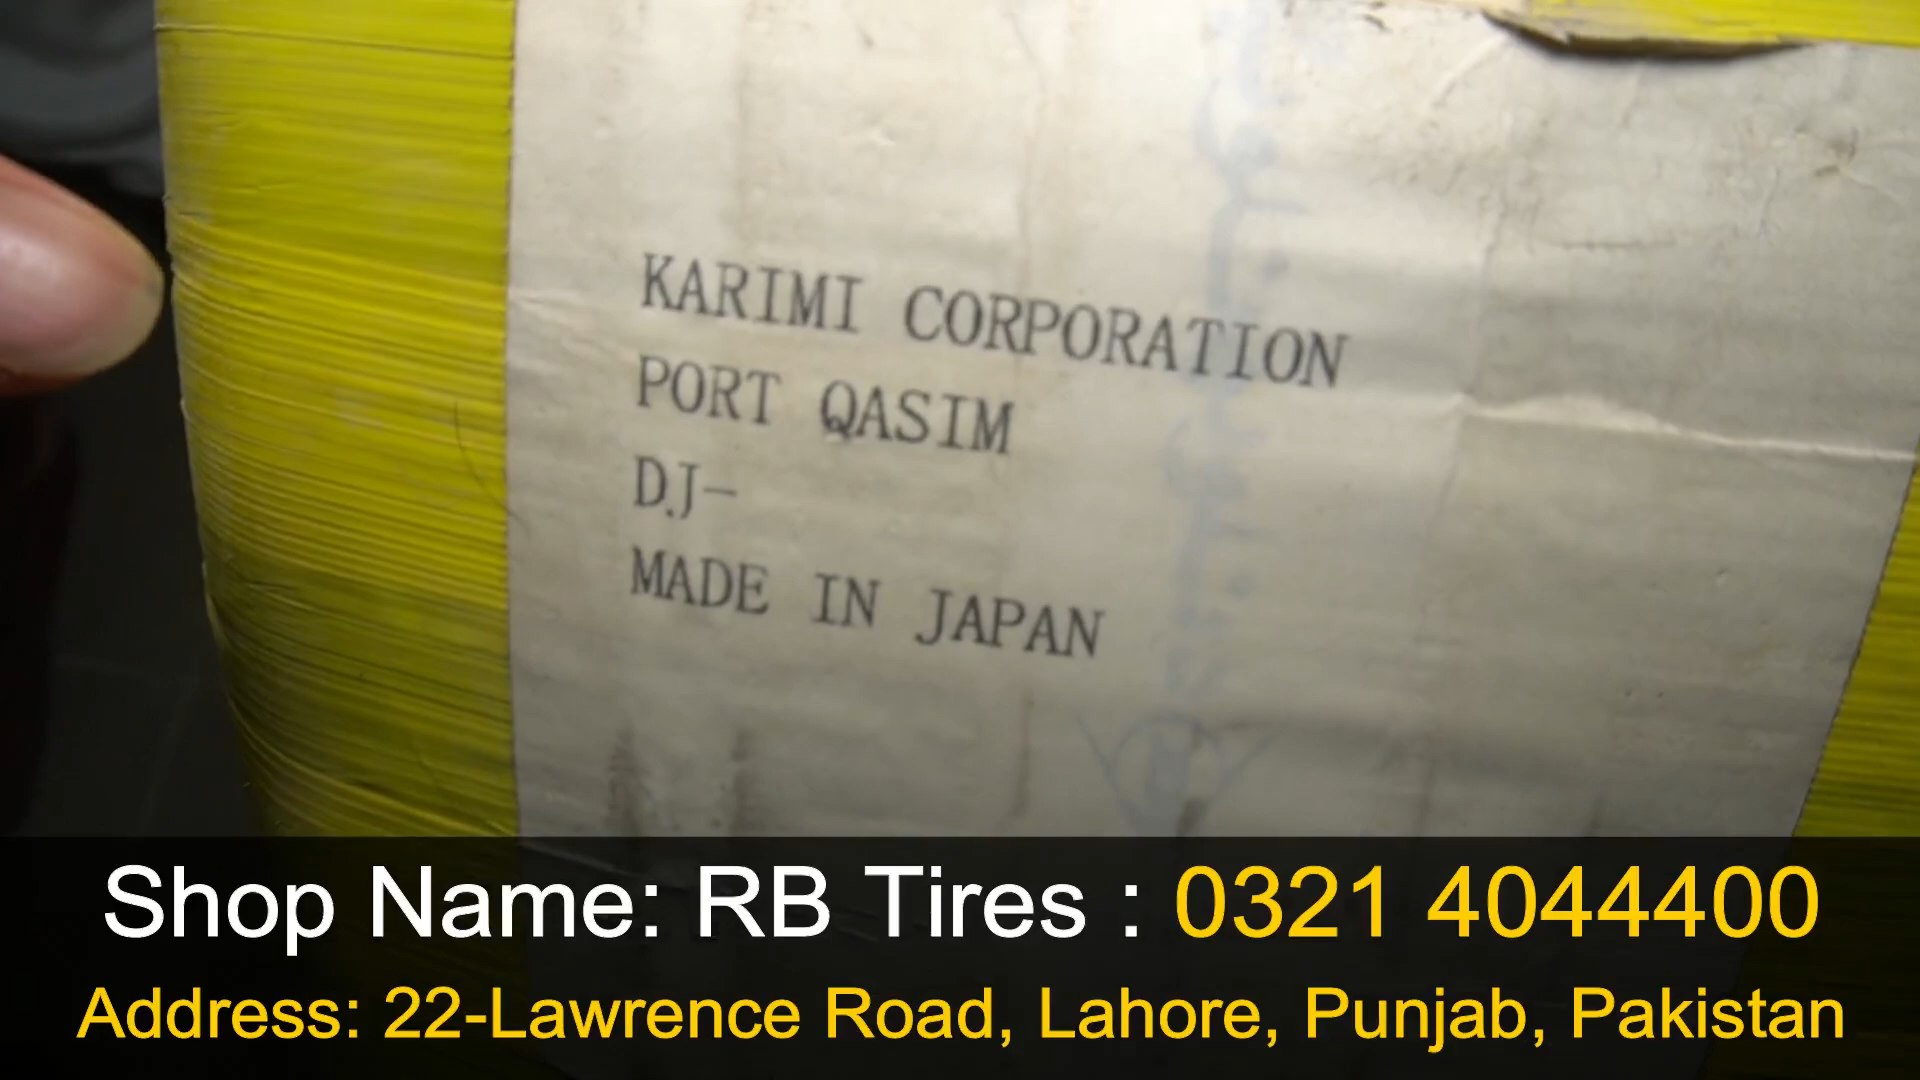 KARIMI CORPORATION
PORT QASIM
DJ-
MADE IN JAPAN
Shop Name: RB Tires : 0321 4044400
Address: 22-Lawrence Road, Lahore, Punjab, Pakistan